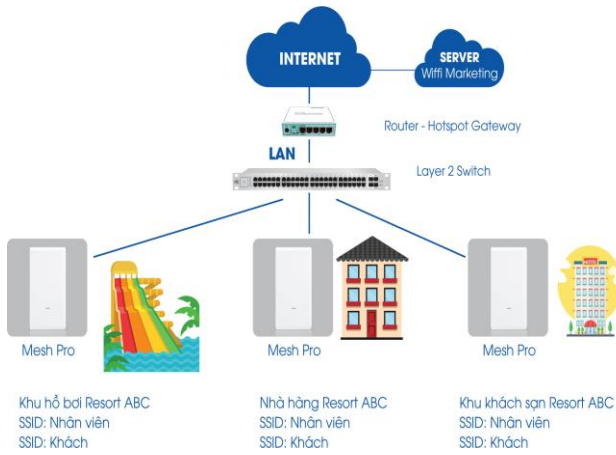 INTERNET
SERVER
Wiffi Marketing
Router - Hotspot Gateway
LAN
Layer 2 Switch
Mesh Pro
Mesh Pro
Mesh Pro
Khu hồ bơi Resort ABC
SSID: Nhân viên
SSID: Khách
Nhà hàng Resort ABC
SSID: Nhân viên
SSID: Khách
Khu khách sạn Resort ABC
SSID: Nhân viên
SSID: Khách